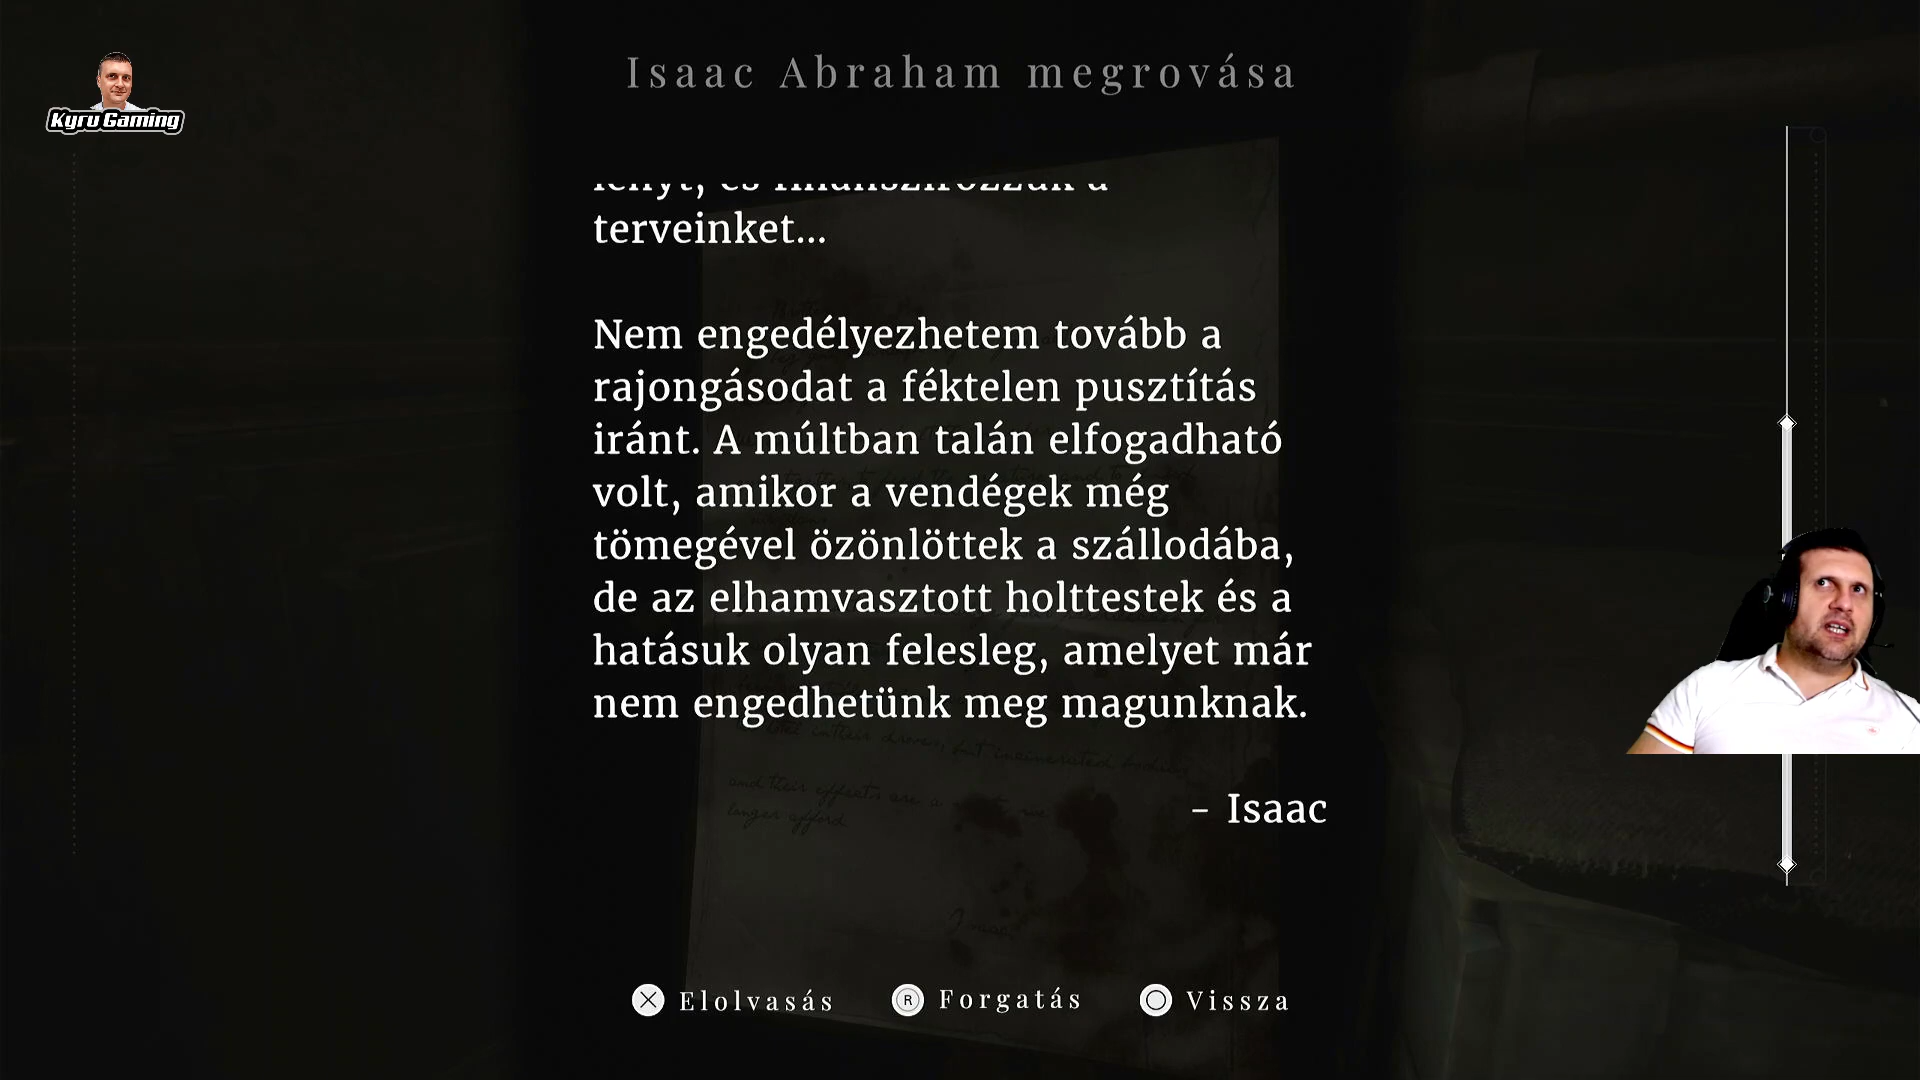 Isaac Abraham megrovása
Kyru Gaming
terveinket...
Nem engedélyezhetem tovább a
rajongásodat a féktelen pusztítás
iránt. A múltban talán elfogadható
volt, amikor a vendégek még
tömegével özönlöttek a szállodába,
de az elhamvasztott holttestek és a
hatásuk olyan felesleg, amelyet már
nem engedhetünk meg magunknak.
- Isaac
Elolvasás
R Forgatás
Vissza